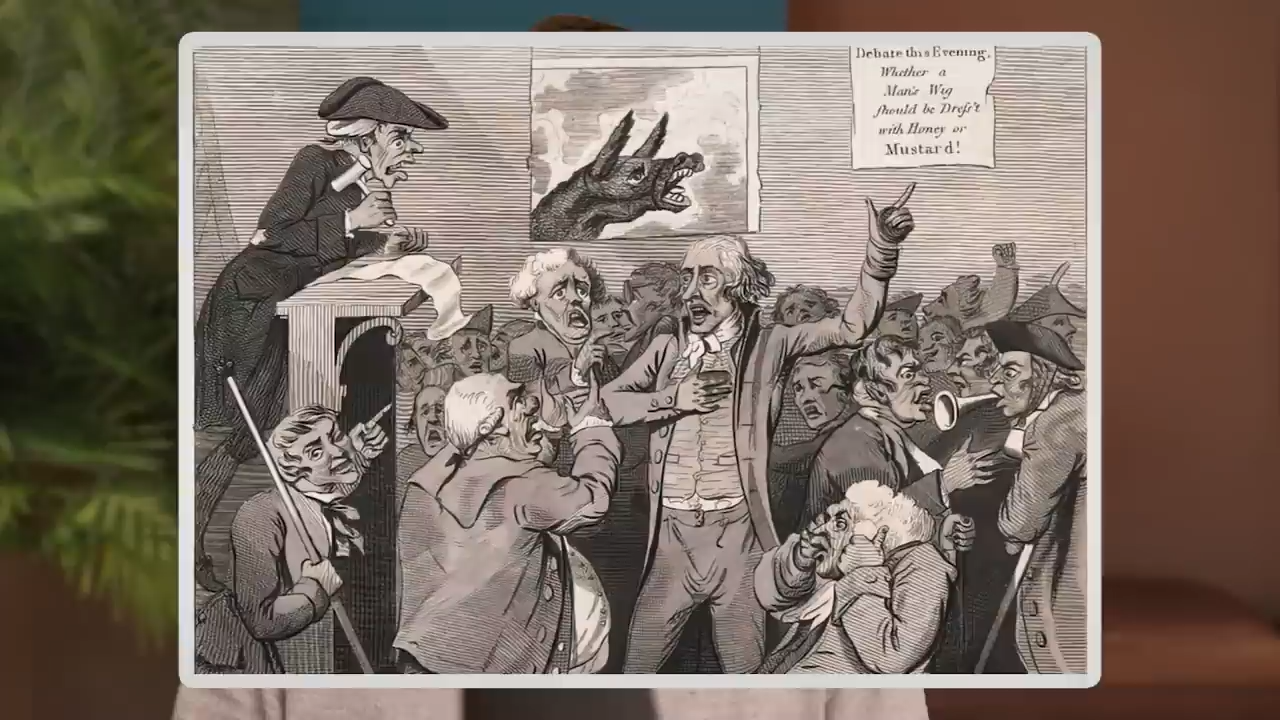 Debate this Evening,
Whether a
Man's Wig
ſhould be Dreſs't
with Honey or
Mustard!